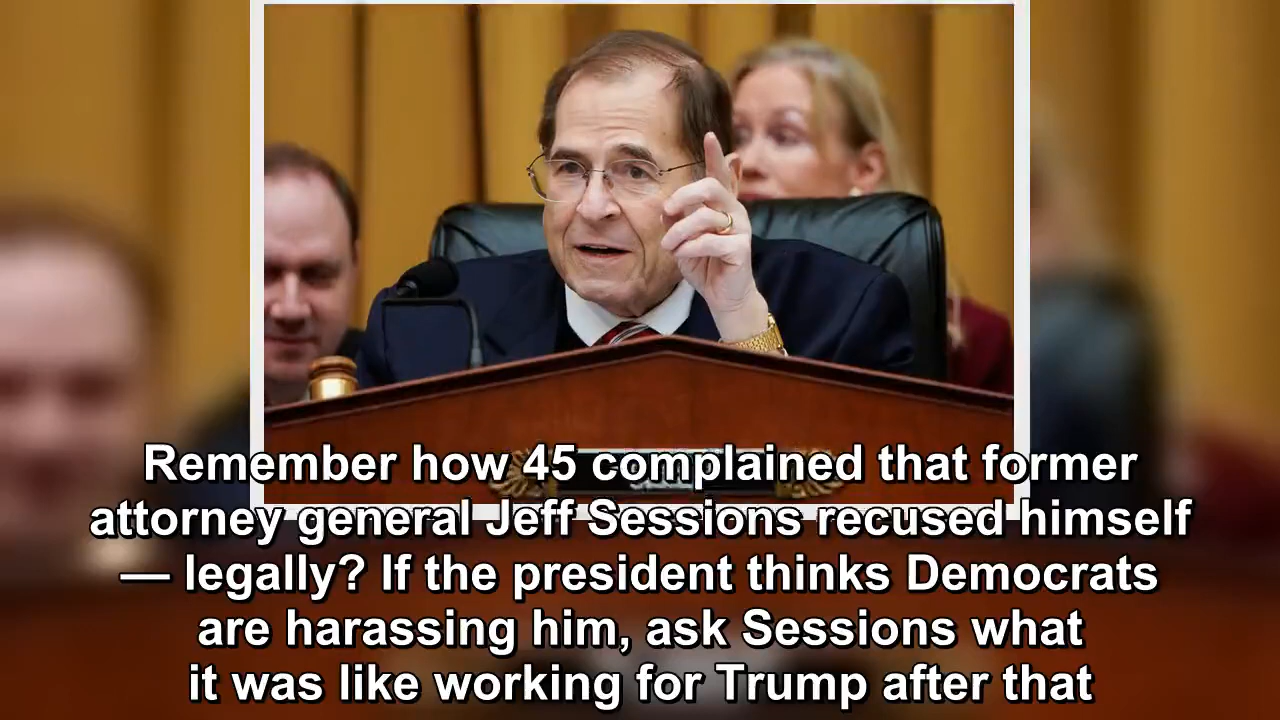 Remember how 45 complained that former
attorney general Jeff Sessions recused himself
— legally? If the president thinks Democrats
are harassing him, ask Sessions what
it was like working for Trump after that